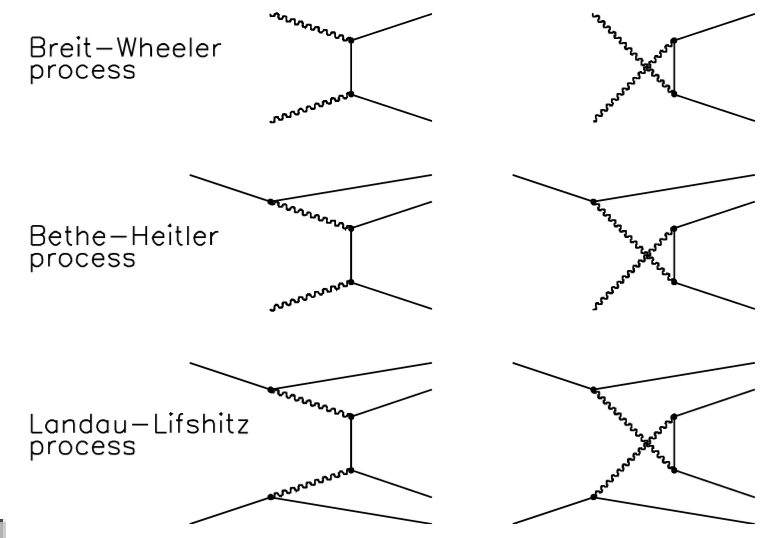 Breit–Wheeler
process
Bethe–Heitler
process
Landau–Lifshitz
process